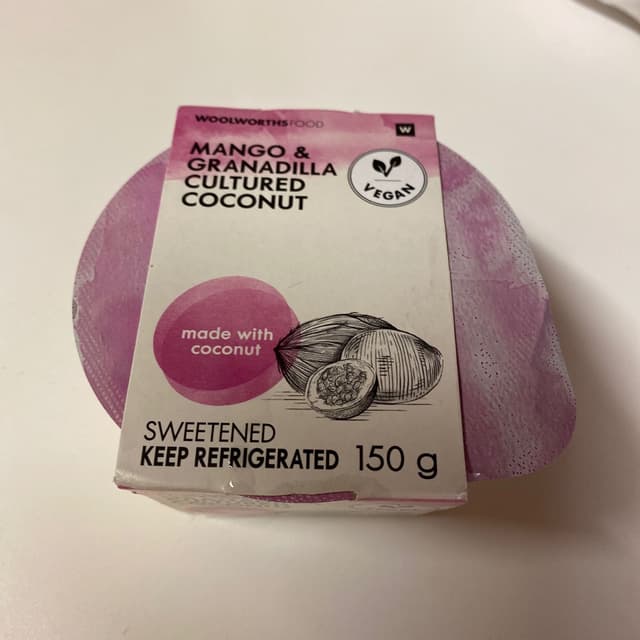 WOOLWORTHSFOOD
W
MANGO &
GRANADILLA
CULTURED
COCONUT
VEGAN
made with
coconut
SWEETENED
KEEP REFRIGERATED 150 g